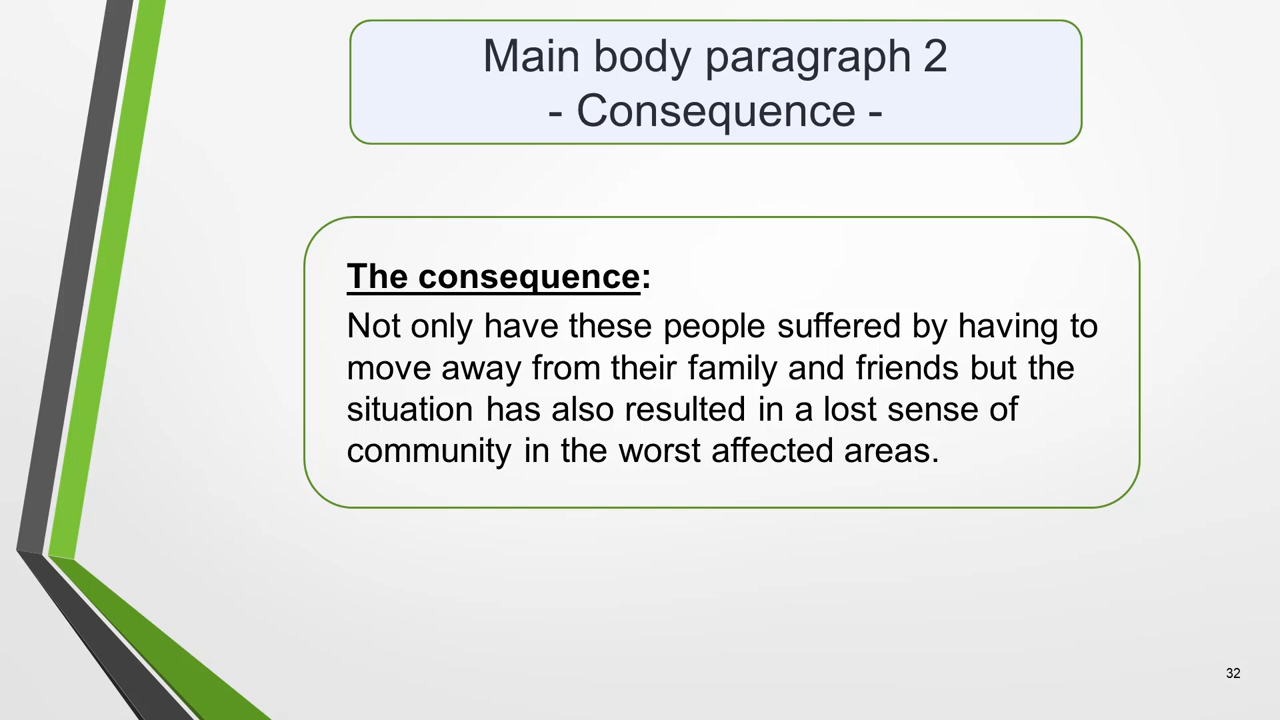 Main body paragraph 2
- Consequence -
The consequence:
Not only have these people suffered by having to
move away from their family and friends but the
situation has also resulted in a lost sense of
community in the worst affected areas.
32